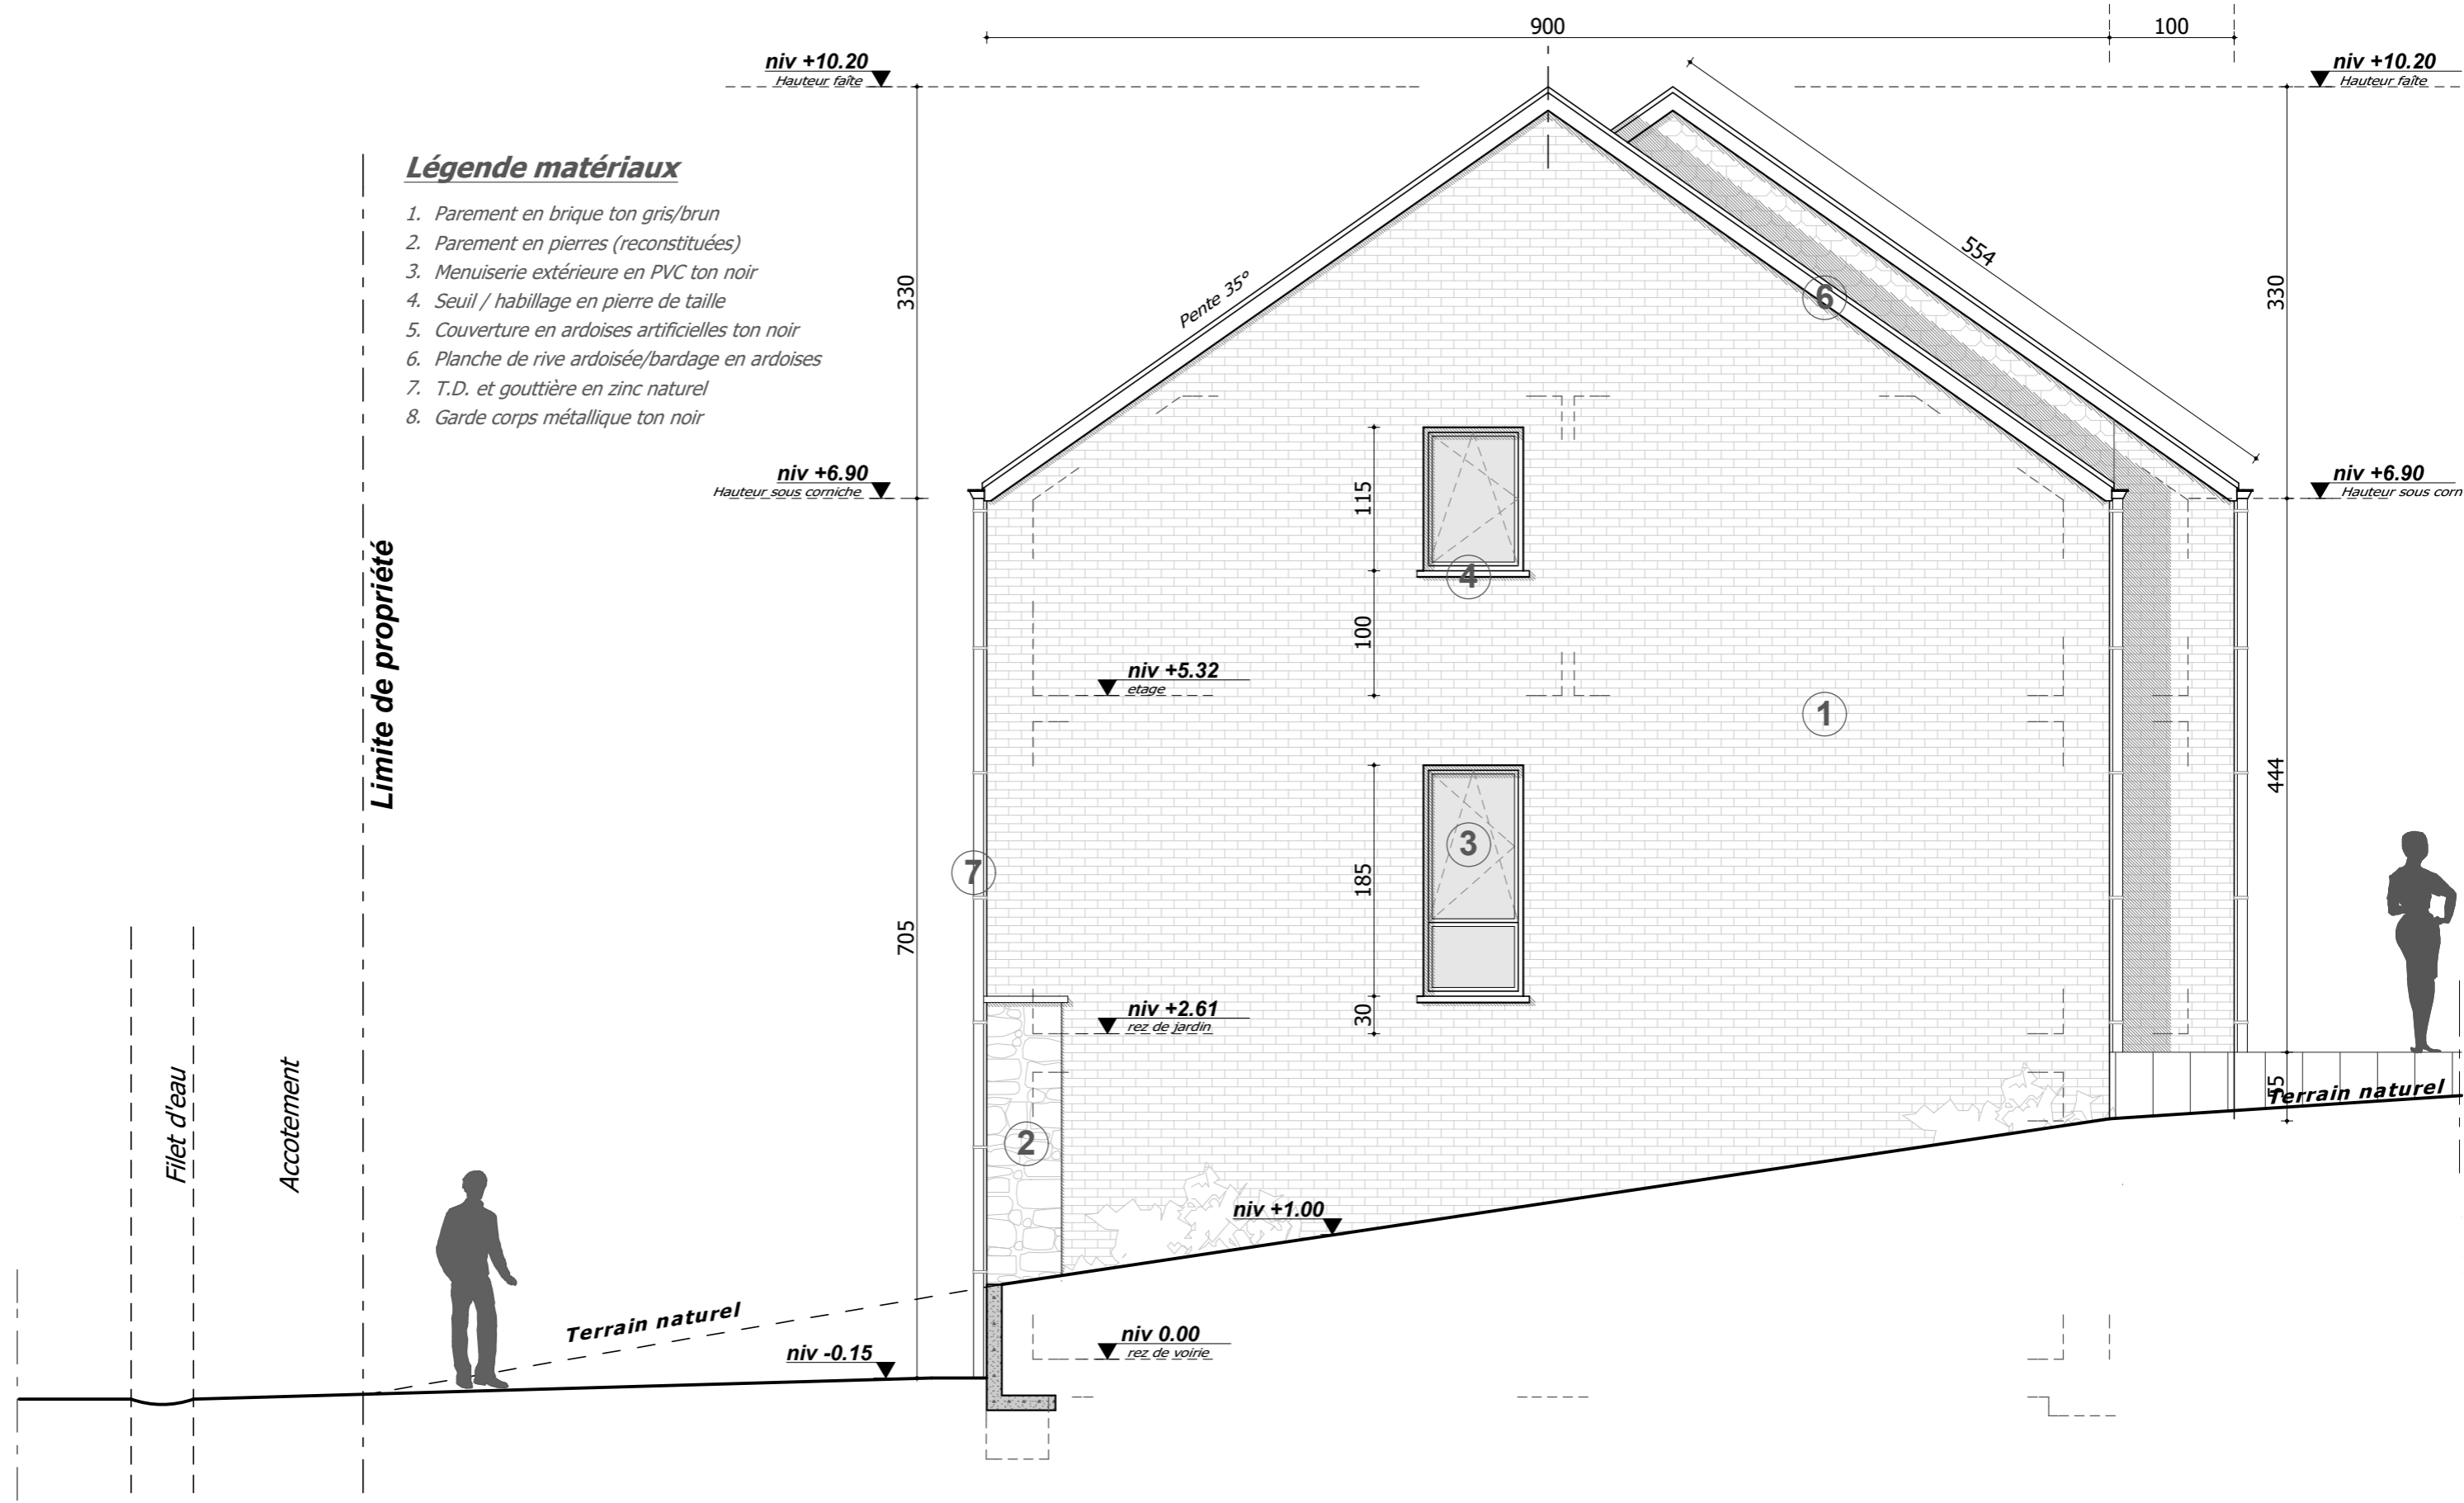 900
100
niv +10.20
Hauteur faîte
niv +10.20
Hauteur faîte
Légende matériaux
1. Parement en brique ton gris/brun
2. Parement en pierres (reconstituées)
3. Menuiserie extérieure en PVC ton noir
4. Seuil / habillage en pierre de taille
5. Couverture en ardoises artificielles ton noir
6. Planche de rive ardoisée/bardage en ardoises
7. T.D. et gouttière en zinc naturel
8. Garde corps métallique ton noir
330
Pente 35°
554
6
330
niv +6.90
Hauteur sous corniche
niv +6.90
Hauteur sous corn
115
4
100
Limite de propriété
niv +5.32
etage
1
444
185
3
7
705
30
niv +2.61
rez de jardin
55
Terrain naturel
Filet d'eau
Accotement
2
niv +1.00
Terrain naturel
niv 0.00
rez de voirie
niv -0.15